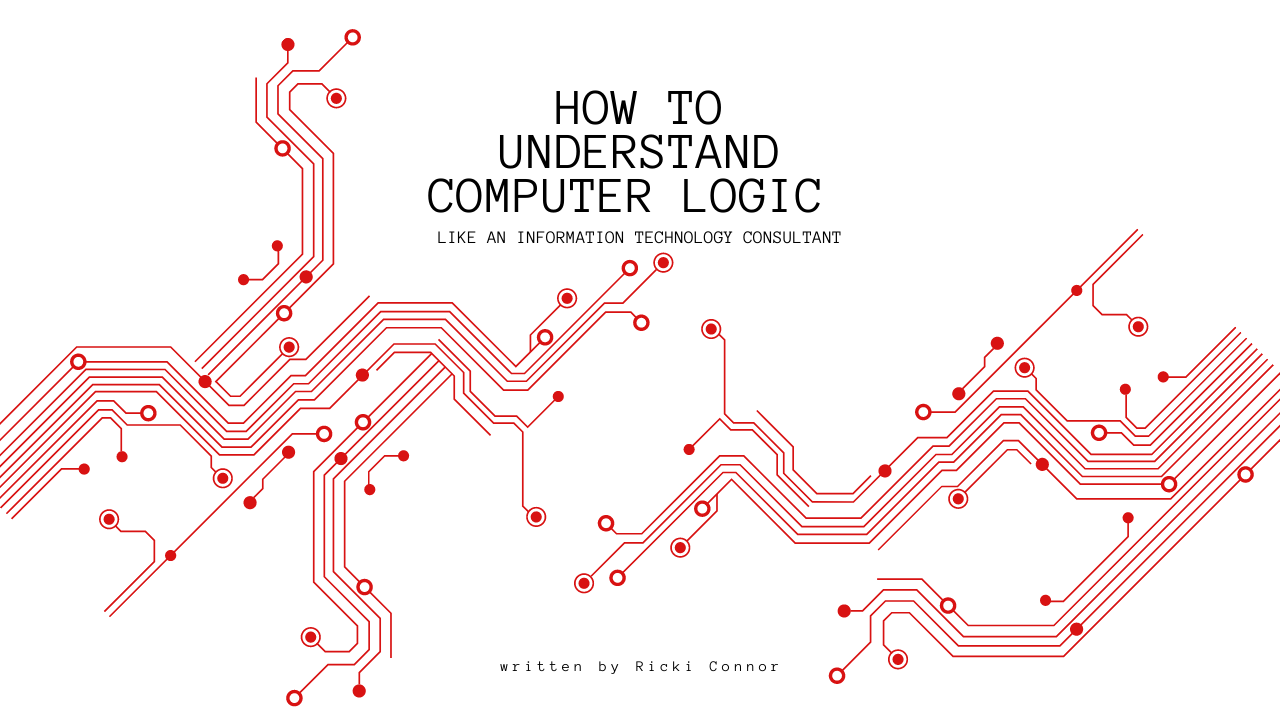 HOW TO
UNDERSTAND
COMPUTER LOGIC
LIKE AN INFORMATION TECHNOLOGY CONSULTANT
written by Ricki Connor